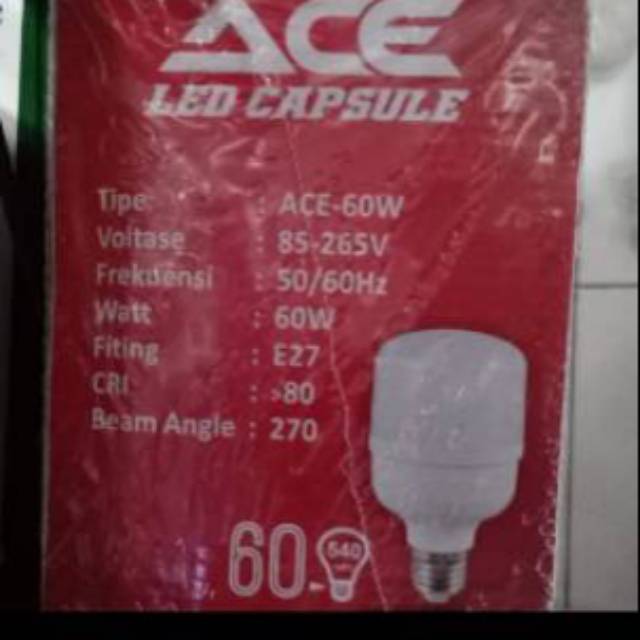 ACE
LED CAPSULE
Tipe : ACE-60W
Voltase : 85-265V
Frekuensi : 50/60Hz
Watt : 60W
Fiting : E27
CRI : >80
Beam Angle : 270
60 540